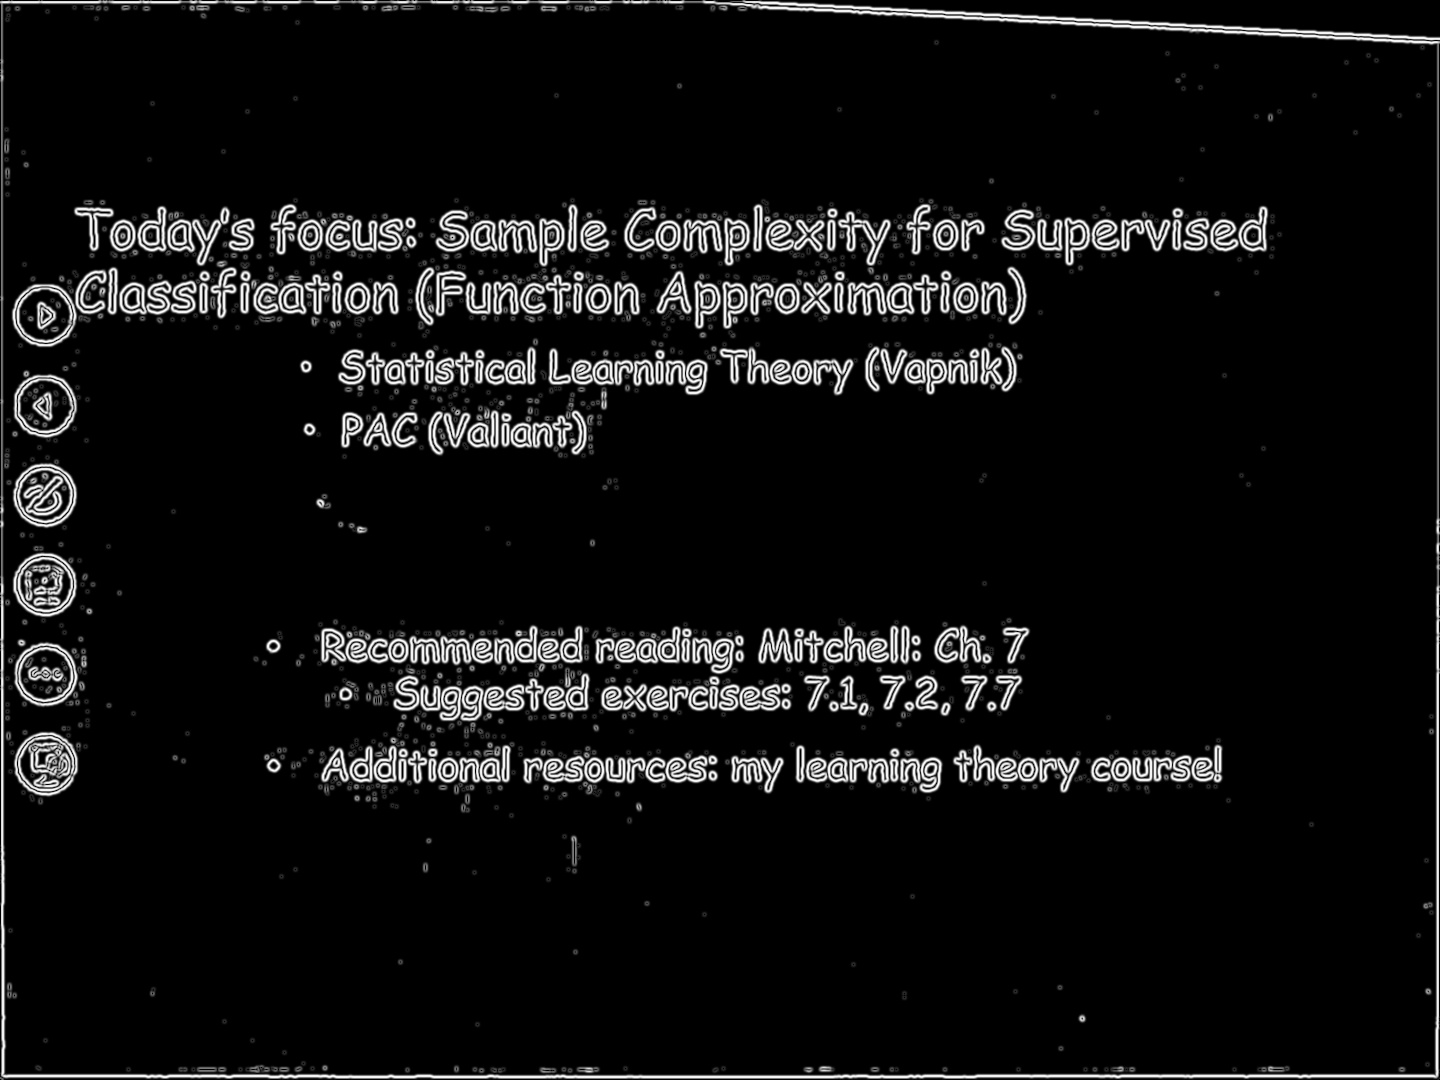 Today's focus: Sample Complexity for Supervised
Classification (Function Approximation)
• Statistical Learning Theory (Vapnik)
• PAC (Valiant)
• Recommended reading: Mitchell: Ch. 7
• Suggested exercises: 7.1, 7.2, 7.7
• Additional resources: my learning theory course!